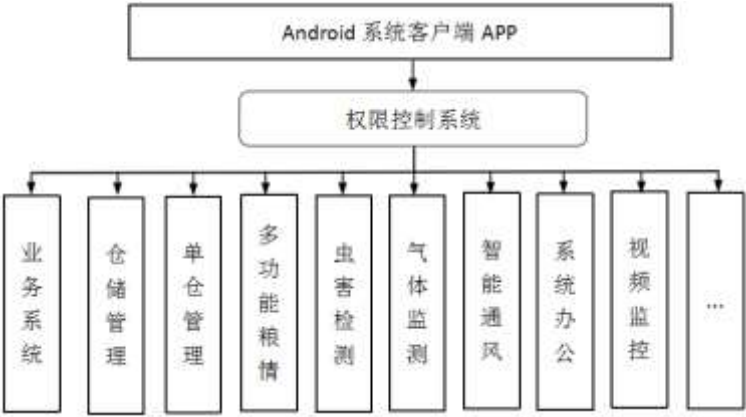 Android 系统客户端 APP
权限控制系统
业务系统
仓储管理
单仓管理
多功能粮情
虫害检测
气体监测
智能通风
系统办公
视频监控
...